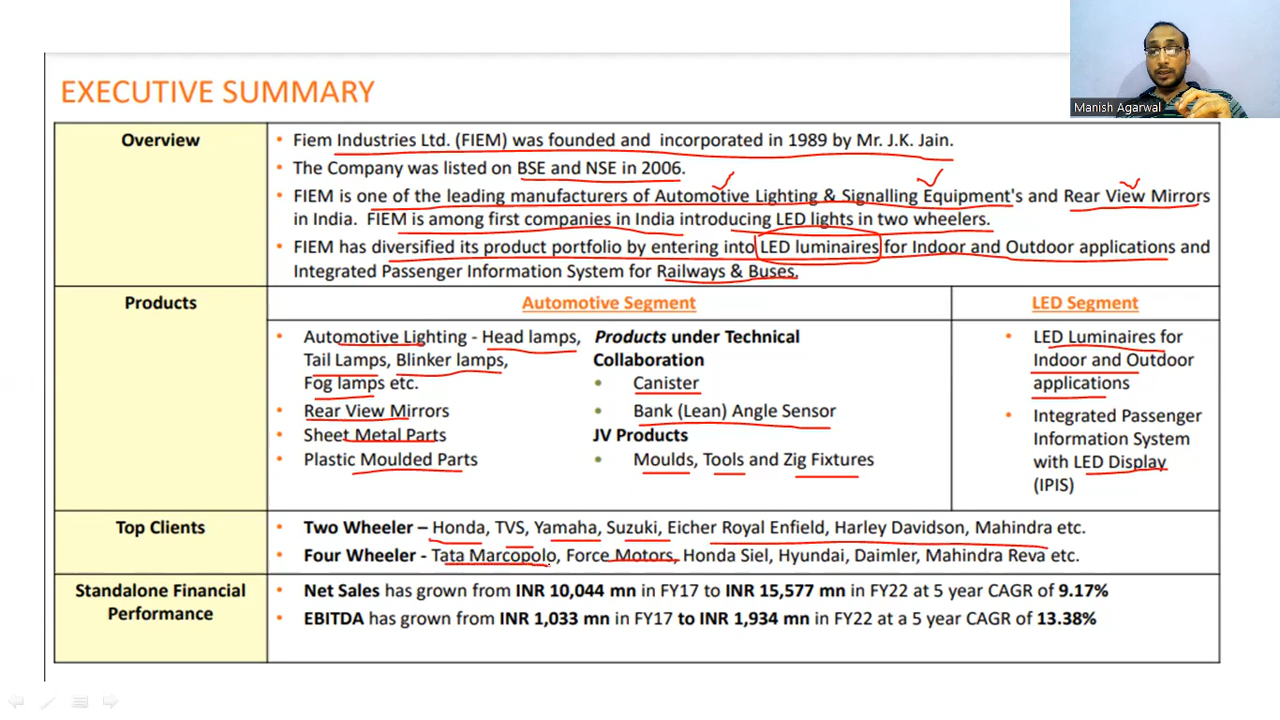 Manish Agarwal
EXECUTIVE SUMMARY
Overview
• Fiem Industries Ltd. (FIEM) was founded and incorporated in 1989 by Mr. J.K. Jain.
• The Company was listed on BSE and NSE in 2006.
• FIEM is one of the leading manufacturers of Automotive Lighting & Signalling Equipment's and Rear View Mirrors
in India. FIEM is among first companies in India introducing LED lights in two wheelers.
• FIEM has diversified its product portfolio by entering into LED luminaires for Indoor and Outdoor applications and
Integrated Passenger Information System for Railways & Buses.
Products
Automotive Segment
• Automotive Lighting - Head lamps,
Tail Lamps, Blinker lamps,
Fog lamps etc.
• Rear View Mirrors
• Sheet Metal Parts
• Plastic Moulded Parts
Products under Technical
Collaboration
• Canister
• Bank (Lean) Angle Sensor
JV Products
• Moulds, Tools and Zig Fixtures
LED Segment
• LED Luminaires for
Indoor and Outdoor
applications
• Integrated Passenger
Information System
with LED Display
(IPIS)
Top Clients
• Two Wheeler – Honda, TVS, Yamaha, Suzuki, Eicher Royal Enfield, Harley Davidson, Mahindra etc.
• Four Wheeler - Tata Marcopolo, Force Motors, Honda Siel, Hyundai, Daimler, Mahindra Reva etc.
Standalone Financial
Performance
• Net Sales has grown from INR 10,044 mn in FY17 to INR 15,577 mn in FY22 at 5 year CAGR of 9.17%
• EBITDA has grown from INR 1,033 mn in FY17 to INR 1,934 mn in FY22 at a 5 year CAGR of 13.38%